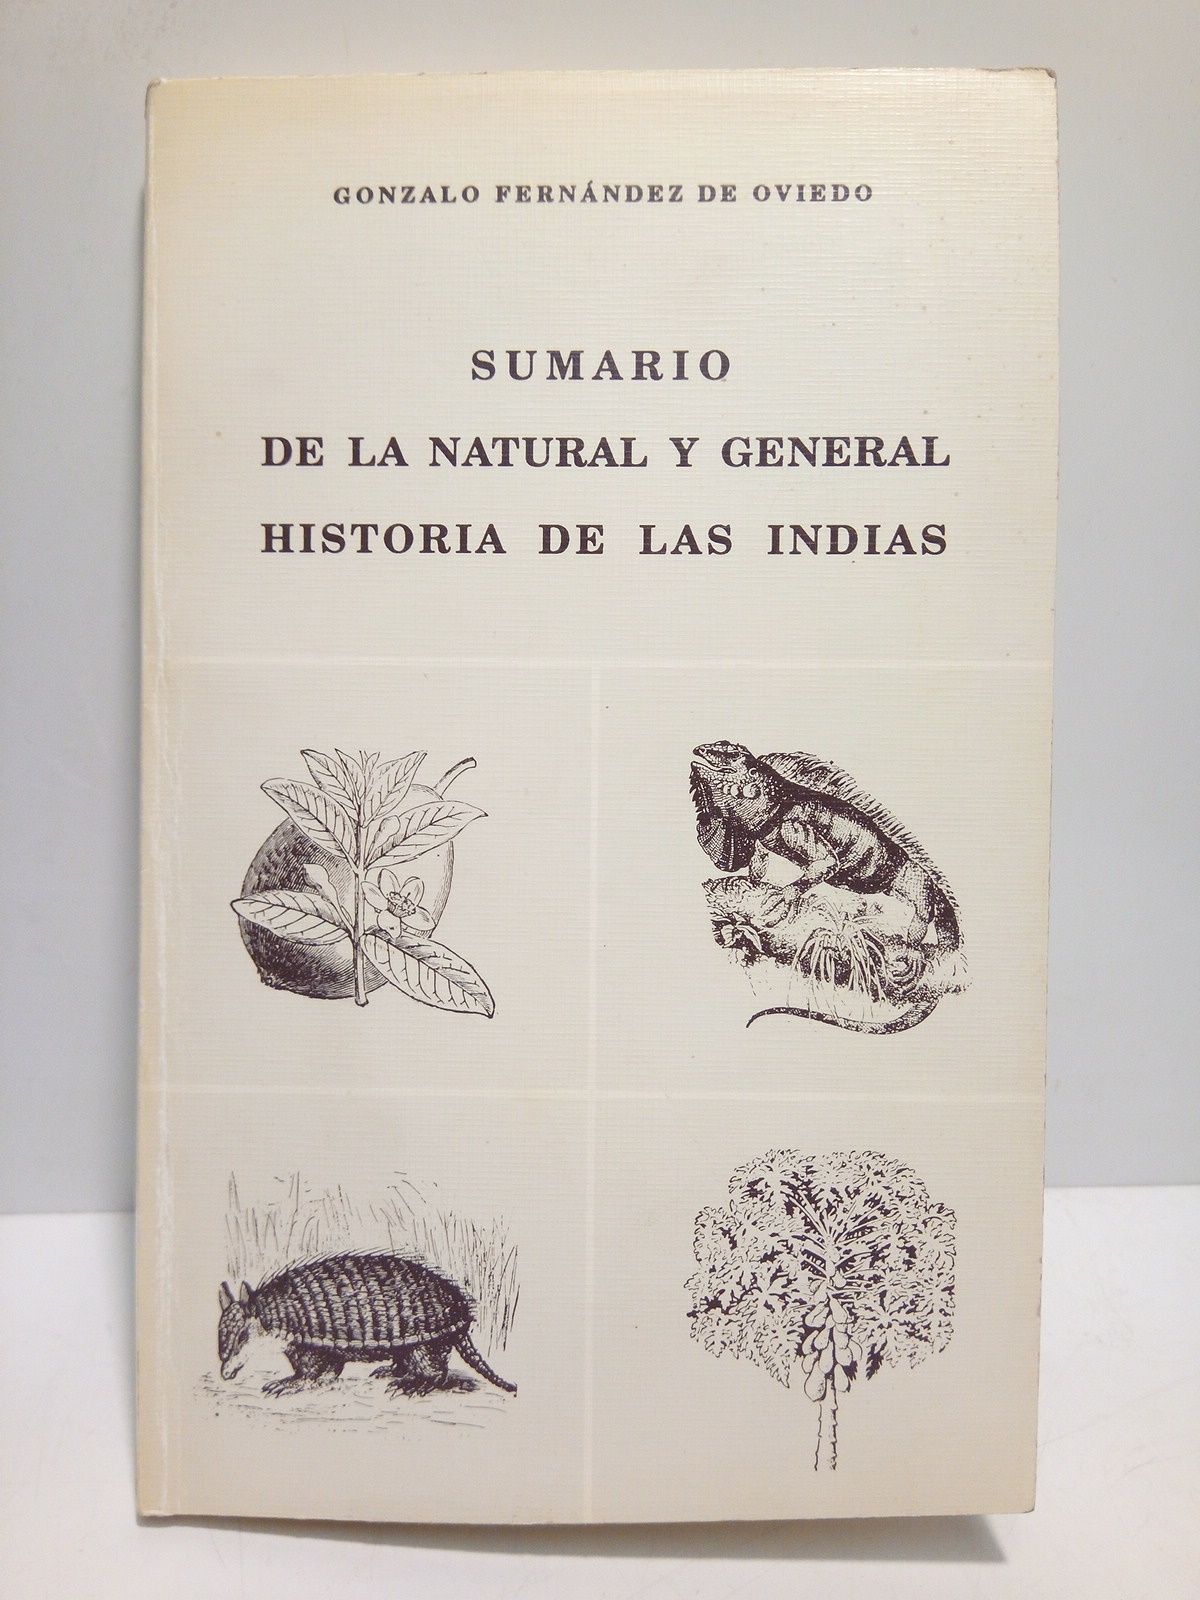 GONZALO FERNÁNDEZ DE OVIEDO
SUMARIO
DE LA NATURAL Y GENERAL
HISTORIA DE LAS INDIAS